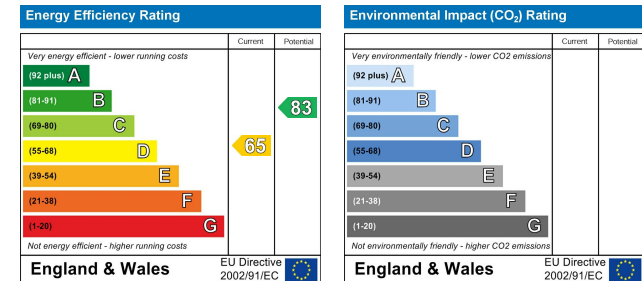 Energy Efficiency Rating
Current Potential
Very energy efficient - lower running costs
(92 plus) A
(81-91) B
83
(69-80) C
(55-68) D
65
(39-54) E
(21-38) F
(1-20) G
Not energy efficient - higher running costs
England & Wales
EU Directive
2002/91/EC
Environmental Impact (CO₂) Rating
Current Potential
Very environmentally friendly - lower CO2 emissions
(92 plus) A
(81-91) B
(69-80) C
(55-68) D
(39-54) E
(21-38) F
(1-20) G
Not environmentally friendly - higher CO2 emissions
England & Wales
EU Directive
2002/91/EC